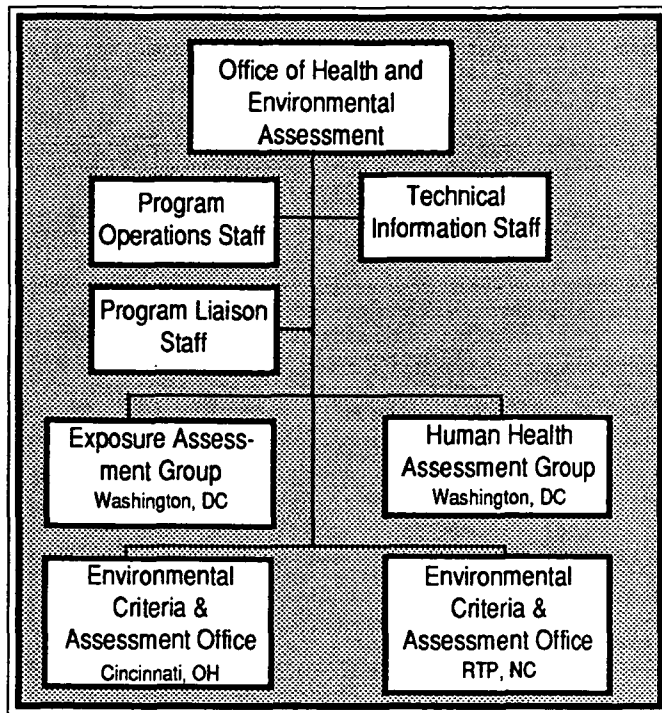 Office of Health and
Environmental
Assessment
Program
Operations Staff
Technical
Information Staff
Program Liaison
Staff
Exposure Assess-
ment Group
Washington, DC
Human Health
Assessment Group
Washington, DC
Environmental
Criteria &
Assessment Office
Cincinnati, OH
Environmental
Criteria &
Assessment Office
RTP, NC